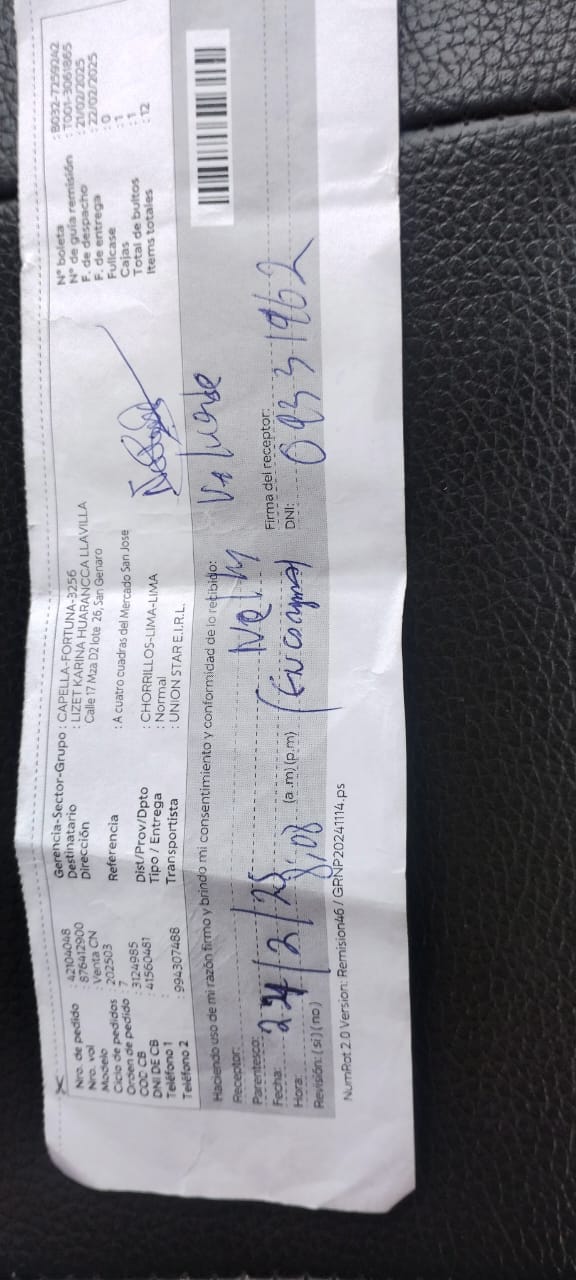 Nro. de pedido : 42104048
Nro. vol : 876412900
Modelo : Venta CN
Ciclo de pedidos : 202503
Orden de pedido : 7
COD CB : 3124985
DNI DE CB : 41560481
Teléfono 1 :
Teléfono 2 : 994307488
Gerencia-Sector-Grupo : CAPELLA-FORTUNA-3256
Destinatario : LIZET KARINA HUARANCCA LLAVILLA
Dirección : Calle 17 Mza D2 lote 26, San Genaro
Referencia : A cuatro cuadras del Mercado San Jose
Dist/Prov/Dpto : CHORRILLOS-LIMA-LIMA
Tipo / Entrega : Normal
Transportista : UNION STAR E.I.R.L.
N° boleta : B032-7259242
N° de guía remisión : T001-3061865
F. de despacho : 21/02/2025
F. de entrega : 22/02/2025
Fullcase : 0
Cajas : 1
Total de bultos : 1
Items totales : 12
Haciendo uso de mi razón firmo y brindo mi consentimiento y conformidad de lo recibido:
Receptor:
Parentesco:
Fecha: 24/2/25
Hora: 8:08 (a.m) (p.m)
Firma del receptor:
DNI: 09331962
Revisión: (si) (no)
NumRot 2.0 Version: Remision46 / GRNP20241114.ps